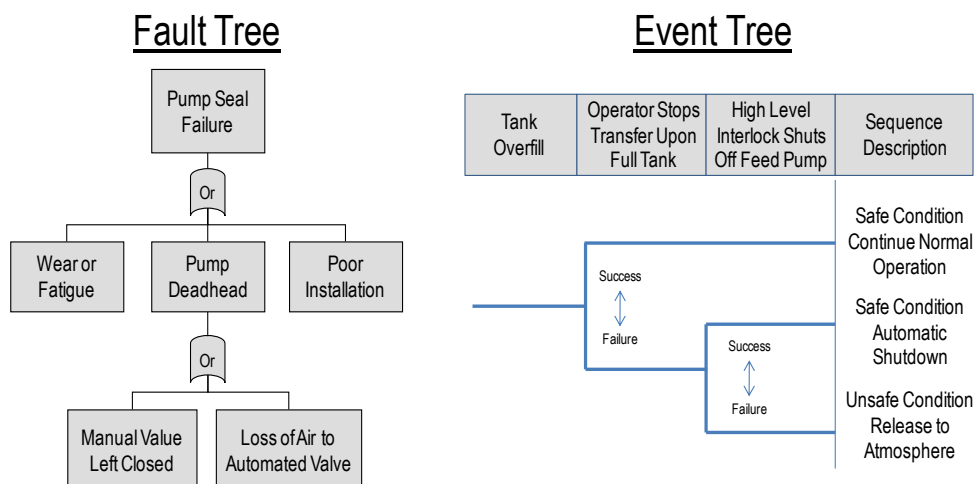 Fault Tree
Pump Seal
Failure
Or
Wear or
Fatigue
Pump
Deadhead
Poor
Installation
Or
Manual Value
Left Closed
Loss of Air to
Automated Valve
Event Tree
Tank
Overfill
Operator Stops
Transfer Upon
Full Tank
High Level
Interlock Shuts
Off Feed Pump
Sequence
Description
Success
Failure
Success
Failure
Safe Condition
Continue Normal
Operation
Safe Condition
Automatic
Shutdown
Unsafe Condition
Release to
Atmosphere